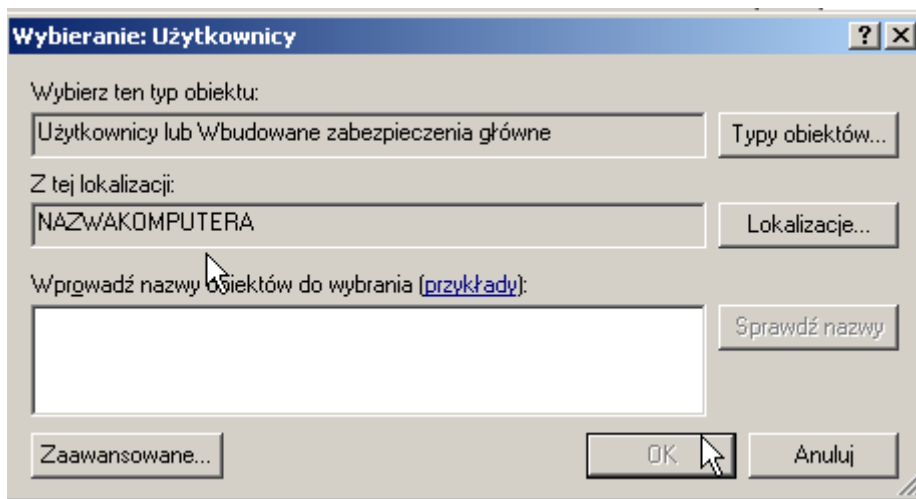 Wybieranie: Użytkownicy
Wybierz ten typ obiektu:
Użytkownicy lub Wbudowane zabezpieczenia główne
Typy obiektów...
Z tej lokalizacji:
NAZWAKOMPUTERA
Lokalizacje...
Wprowadź nazwy obiektów do wybrania (przykłady):
Sprawdź nazwy
Zaawansowane...
OK
Anuluj